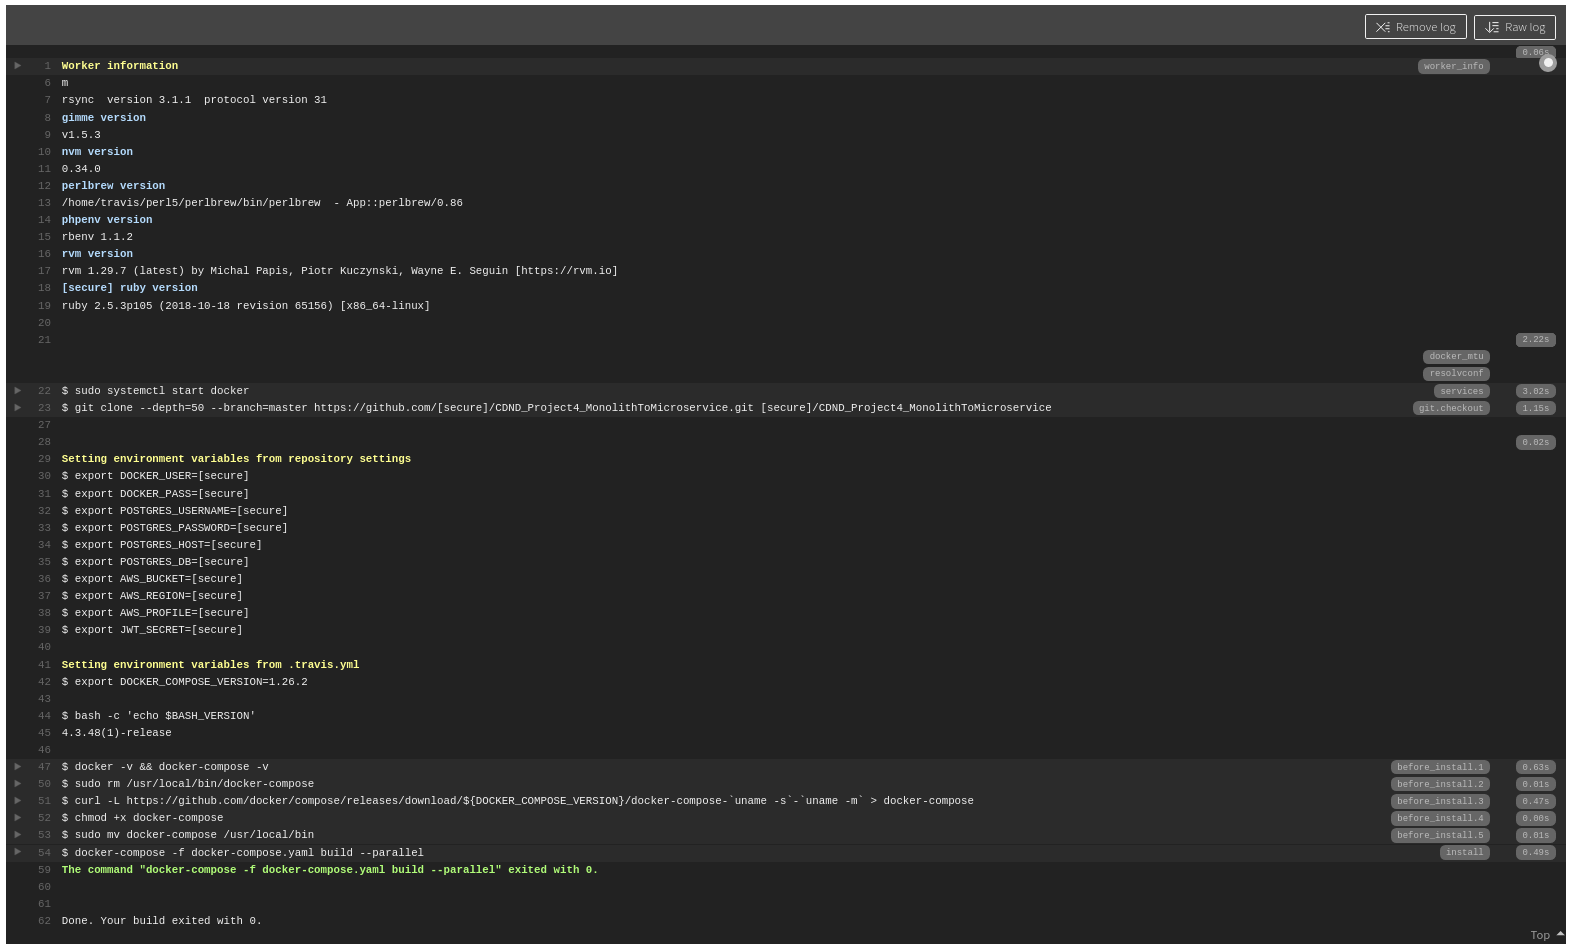 Remove log Raw log
0.06s
1 Worker information worker_info
6 m
7 rsync  version 3.1.1  protocol version 31
8 gimme version
9 v1.5.3
10 nvm version
11 0.34.0
12 perlbrew version
13 /home/travis/perl5/perlbrew/bin/perlbrew  - App::perlbrew/0.86
14 phpenv version
15 rbenv 1.1.2
16 rvm version
17 rvm 1.29.7 (latest) by Michal Papis, Piotr Kuczynski, Wayne E. Seguin [https://rvm.io]
18 [secure] ruby version
19 ruby 2.5.3p105 (2018-10-18 revision 65156) [x86_64-linux]
20
21 2.22s
docker_mtu
resolvconf
22 $ sudo systemctl start docker services 3.02s
23 $ git clone --depth=50 --branch=master https://github.com/[secure]/CDND_Project4_MonolithToMicroservice.git [secure]/CDND_Project4_MonolithToMicroservice git.checkout 1.15s
27
28 0.02s
29 Setting environment variables from repository settings
30 $ export DOCKER_USER=[secure]
31 $ export DOCKER_PASS=[secure]
32 $ export POSTGRES_USERNAME=[secure]
33 $ export POSTGRES_PASSWORD=[secure]
34 $ export POSTGRES_HOST=[secure]
35 $ export POSTGRES_DB=[secure]
36 $ export AWS_BUCKET=[secure]
37 $ export AWS_REGION=[secure]
38 $ export AWS_PROFILE=[secure]
39 $ export JWT_SECRET=[secure]
40
41 Setting environment variables from .travis.yml
42 $ export DOCKER_COMPOSE_VERSION=1.26.2
43
44 $ bash -c 'echo $BASH_VERSION'
45 4.3.48(1)-release
46
47 $ docker -v && docker-compose -v before_install.1 0.63s
50 $ sudo rm /usr/local/bin/docker-compose before_install.2 0.01s
51 $ curl -L https://github.com/docker/compose/releases/download/${DOCKER_COMPOSE_VERSION}/docker-compose-`uname -s`-`uname -m` > docker-compose before_install.3 0.47s
52 $ chmod +x docker-compose before_install.4 0.00s
53 $ sudo mv docker-compose /usr/local/bin before_install.5 0.01s
54 $ docker-compose -f docker-compose.yaml build --parallel install 0.49s
59 The command "docker-compose -f docker-compose.yaml build --parallel" exited with 0.
60
61
62 Done. Your build exited with 0.
Top